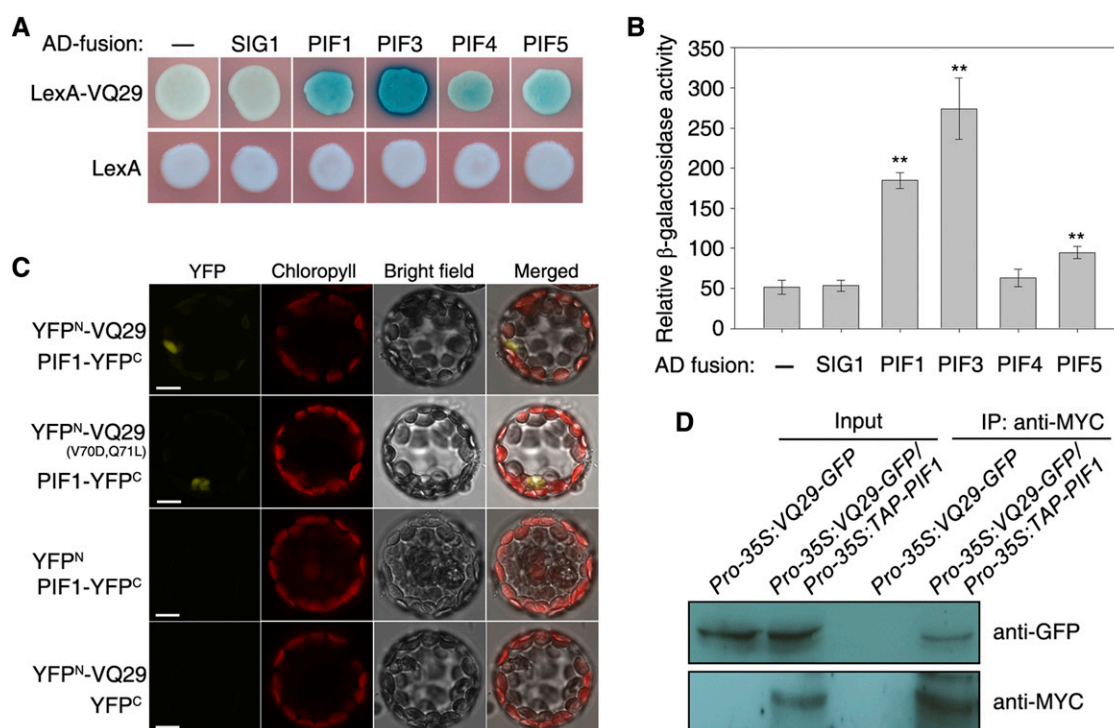 A
AD-fusion: — SIG1 PIF1 PIF3 PIF4 PIF5
LexA-VQ29
LexA
B
Relative β-galactosidase activity
350
300
250
200
150
100
50
0
** ** **
AD fusion: — SIG1 PIF1 PIF3 PIF4 PIF5
C
YFP Chloropyll Bright field Merged
YFPᴺ-VQ29
PIF1-YFPᶜ
YFPᴺ-VQ29
(V70D,Q71L)
PIF1-YFPᶜ
YFPᴺ
PIF1-YFPᶜ
YFPᴺ-VQ29
YFPᶜ
D
Input IP: anti-MYC
Pro-35S:VQ29-GFP
Pro-35S:VQ29-GFP/
Pro-35S:TAP-PIF1
Pro-35S:VQ29-GFP
Pro-35S:VQ29-GFP/
Pro-35S:TAP-PIF1
anti-GFP
anti-MYC